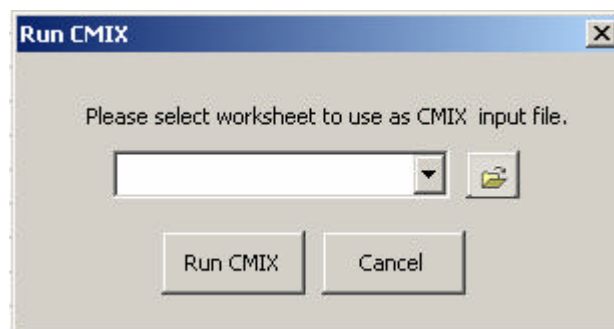 Run CMIX
Please select worksheet to use as CMIX input file.
Run CMIX
Cancel